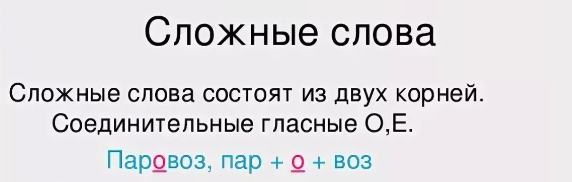 Сложные слова
Сложные слова состоят из двух корней.
Соединительные гласные О,Е.
Паровоз, пар + о + воз